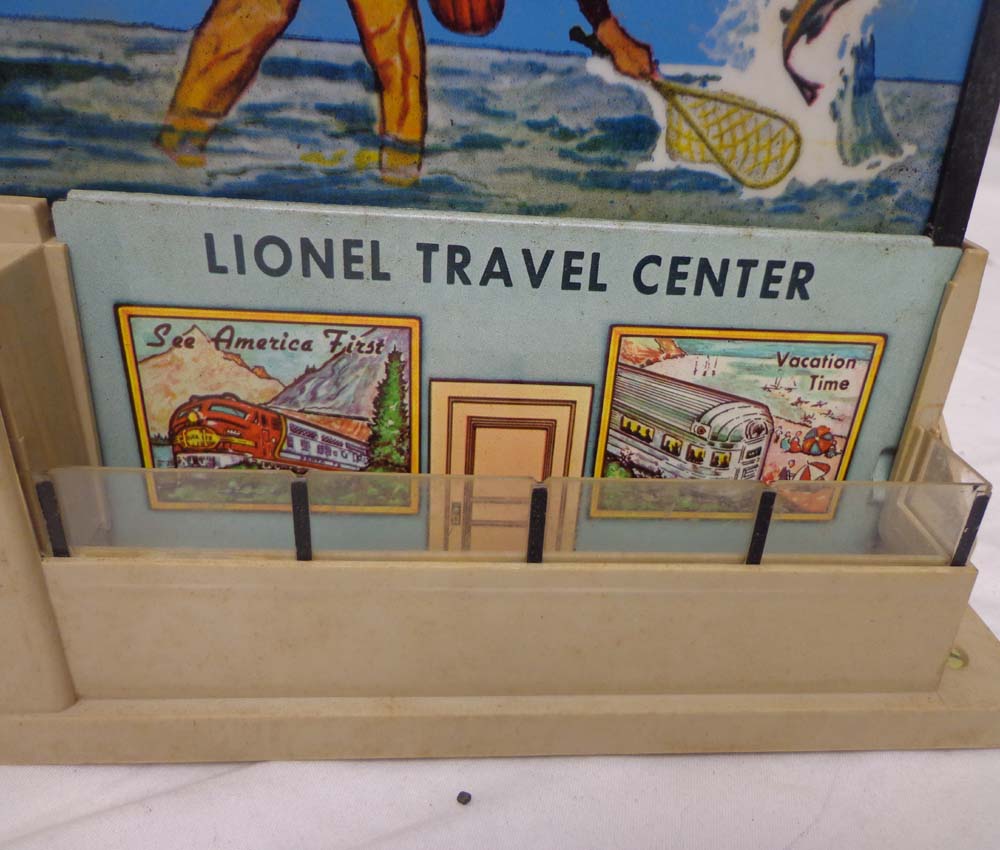 LIONEL TRAVEL CENTER
See America First
Vacation
Time